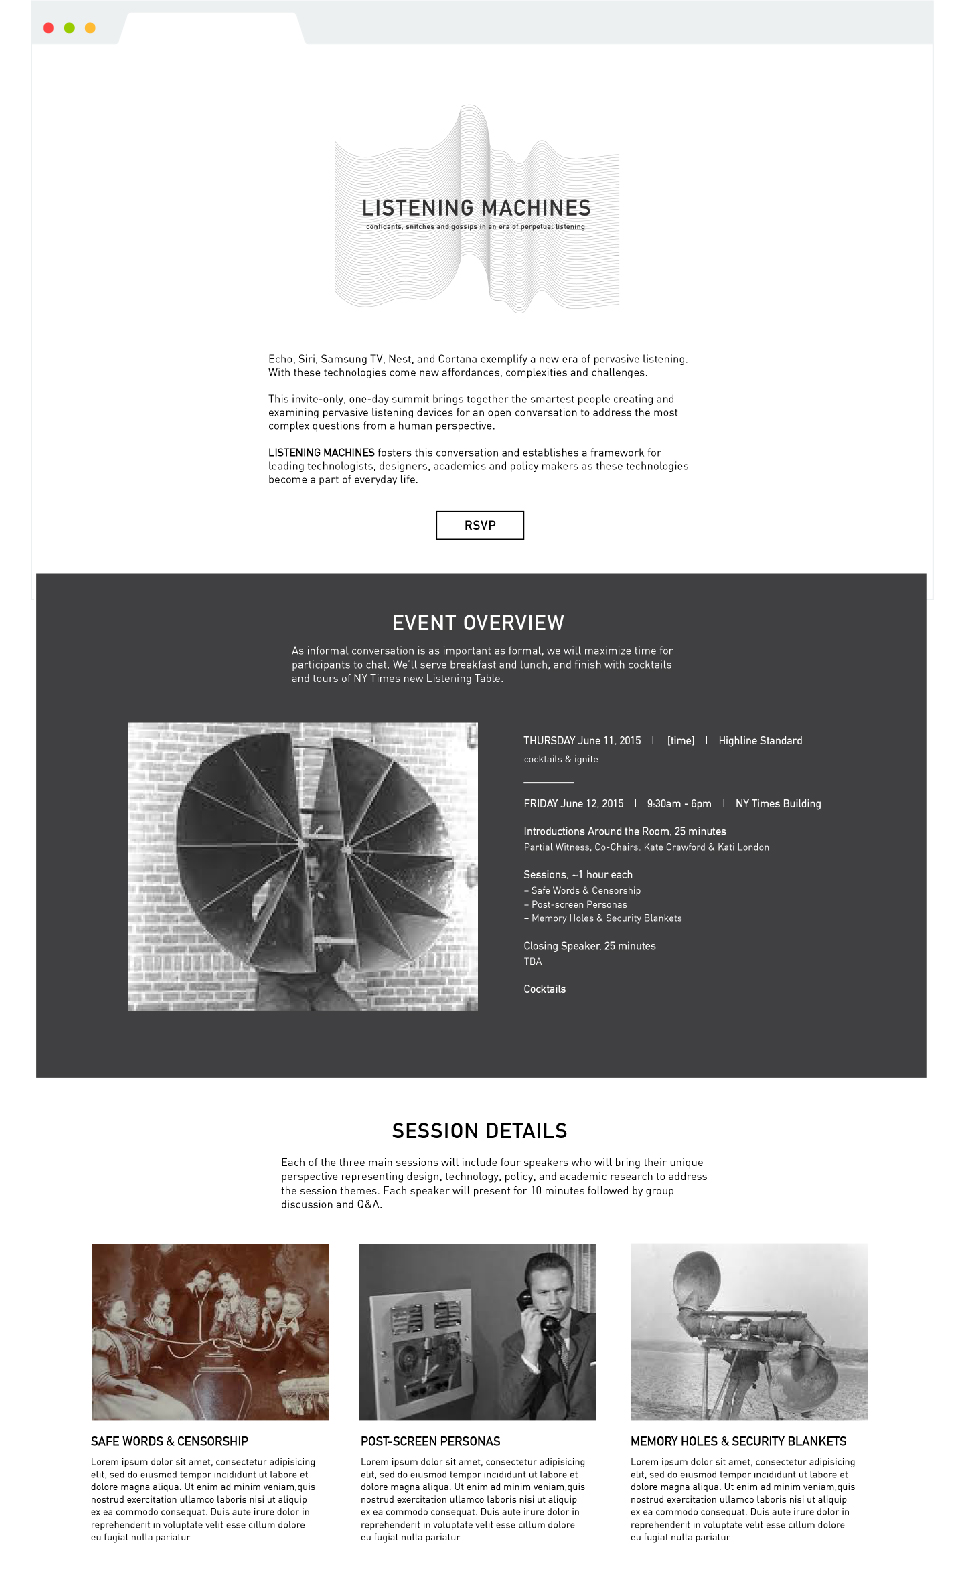 LISTENING MACHINES
confidants, snitches and gossips in an era of perpetual listening
Echo, Siri, Samsung TV, Nest, and Cortana exemplify a new era of pervasive listening.
With these technologies come new affordances, complexities and challenges.
This invite-only, one-day summit brings together the smartest people creating and
examining pervasive listening devices for an open conversation to address the most
complex questions from a human perspective.
LISTENING MACHINES fosters this conversation and establishes a framework for
leading technologists, designers, academics and policy makers as these technologies
become a part of everyday life.
RSVP
EVENT OVERVIEW
As informal conversation is as important as formal, we will maximize time for
participants to chat. We'll serve breakfast and lunch, and finish with cocktails
and tours of NY Times new Listening Table.
THURSDAY June 11, 2015 | [time] | Highline Standard
cocktails & ignite
FRIDAY June 12, 2015 | 9:30am - 6pm | NY Times Building
Introductions Around the Room, 25 minutes
Partial Witness, Co-Chairs, Kate Crawford & Kati London
Sessions, ~1 hour each
– Safe Words & Censorship
– Post-screen Personas
– Memory Holes & Security Blankets
Closing Speaker, 25 minutes
TBA
Cocktails
SESSION DETAILS
Each of the three main sessions will include four speakers who will bring their unique
perspective representing design, technology, policy, and academic research to address
the session themes. Each speaker will present for 10 minutes followed by group
discussion and Q&A.
SAFE WORDS & CENSORSHIP
Lorem ipsum dolor sit amet, consectetur adipisicing
elit, sed do eiusmod tempor incididunt ut labore et
dolore magna aliqua. Ut enim ad minim veniam,quis
nostrud exercitation ullamco laboris nisi ut aliquip
ex ea commodo consequat. Duis aute irure dolor in
reprehenderit in voluptate velit esse cillum dolore
eu fugiat nulla pariatur
POST-SCREEN PERSONAS
Lorem ipsum dolor sit amet, consectetur adipisicing
elit, sed do eiusmod tempor incididunt ut labore et
dolore magna aliqua. Ut enim ad minim veniam,quis
nostrud exercitation ullamco laboris nisi ut aliquip
ex ea commodo consequat. Duis aute irure dolor in
reprehenderit in voluptate velit esse cillum dolore
eu fugiat nulla pariatur
MEMORY HOLES & SECURITY BLANKETS
Lorem ipsum dolor sit amet, consectetur adipisicing
elit, sed do eiusmod tempor incididunt ut labore et
dolore magna aliqua. Ut enim ad minim veniam,quis
nostrud exercitation ullamco laboris nisi ut aliquip
ex ea commodo consequat. Duis aute irure dolor in
reprehenderit in voluptate velit esse cillum dolore
eu fugiat nulla pariatur